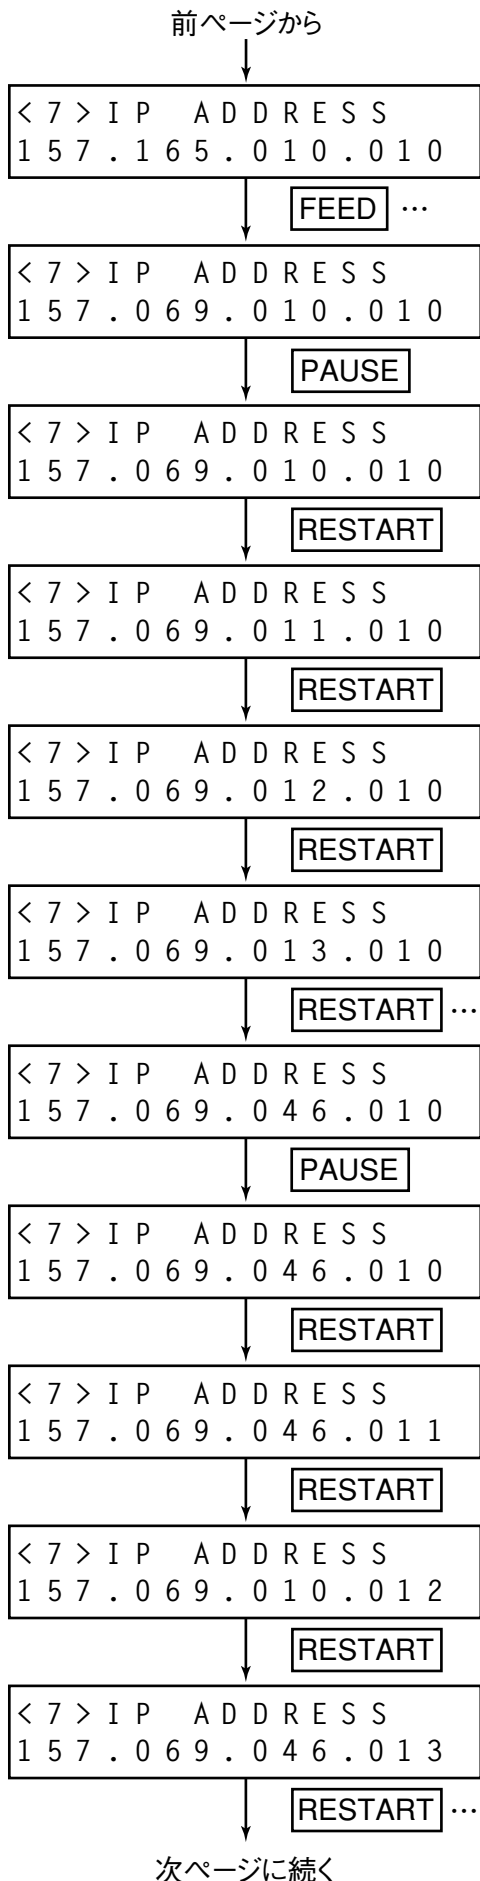 前ページから
<7>IP ADDRESS
157.165.010.010
FEED …
<7>IP ADDRESS
157.069.010.010
PAUSE
<7>IP ADDRESS
157.069.010.010
RESTART
<7>IP ADDRESS
157.069.011.010
RESTART
<7>IP ADDRESS
157.069.012.010
RESTART
<7>IP ADDRESS
157.069.013.010
RESTART …
<7>IP ADDRESS
157.069.046.010
PAUSE
<7>IP ADDRESS
157.069.046.010
RESTART
<7>IP ADDRESS
157.069.046.011
RESTART
<7>IP ADDRESS
157.069.010.012
RESTART
<7>IP ADDRESS
157.069.046.013
RESTART …
次ページに続く